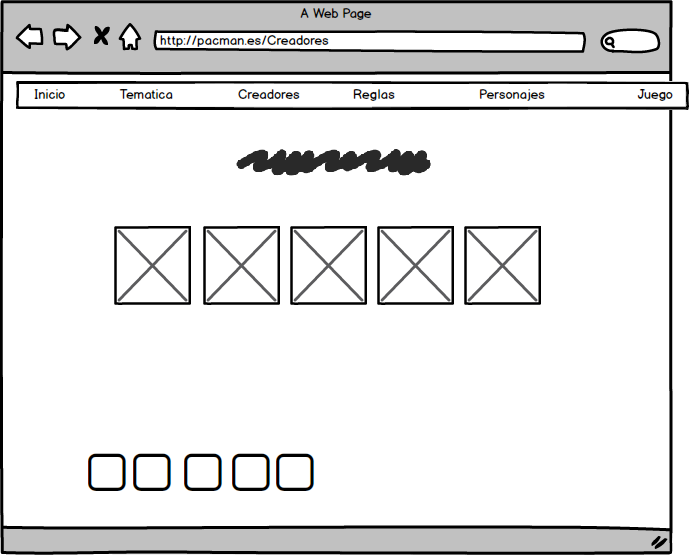 A Web Page
http://pacman.es/Creadores
Inicio Tematica Creadores Reglas Personajes Juego